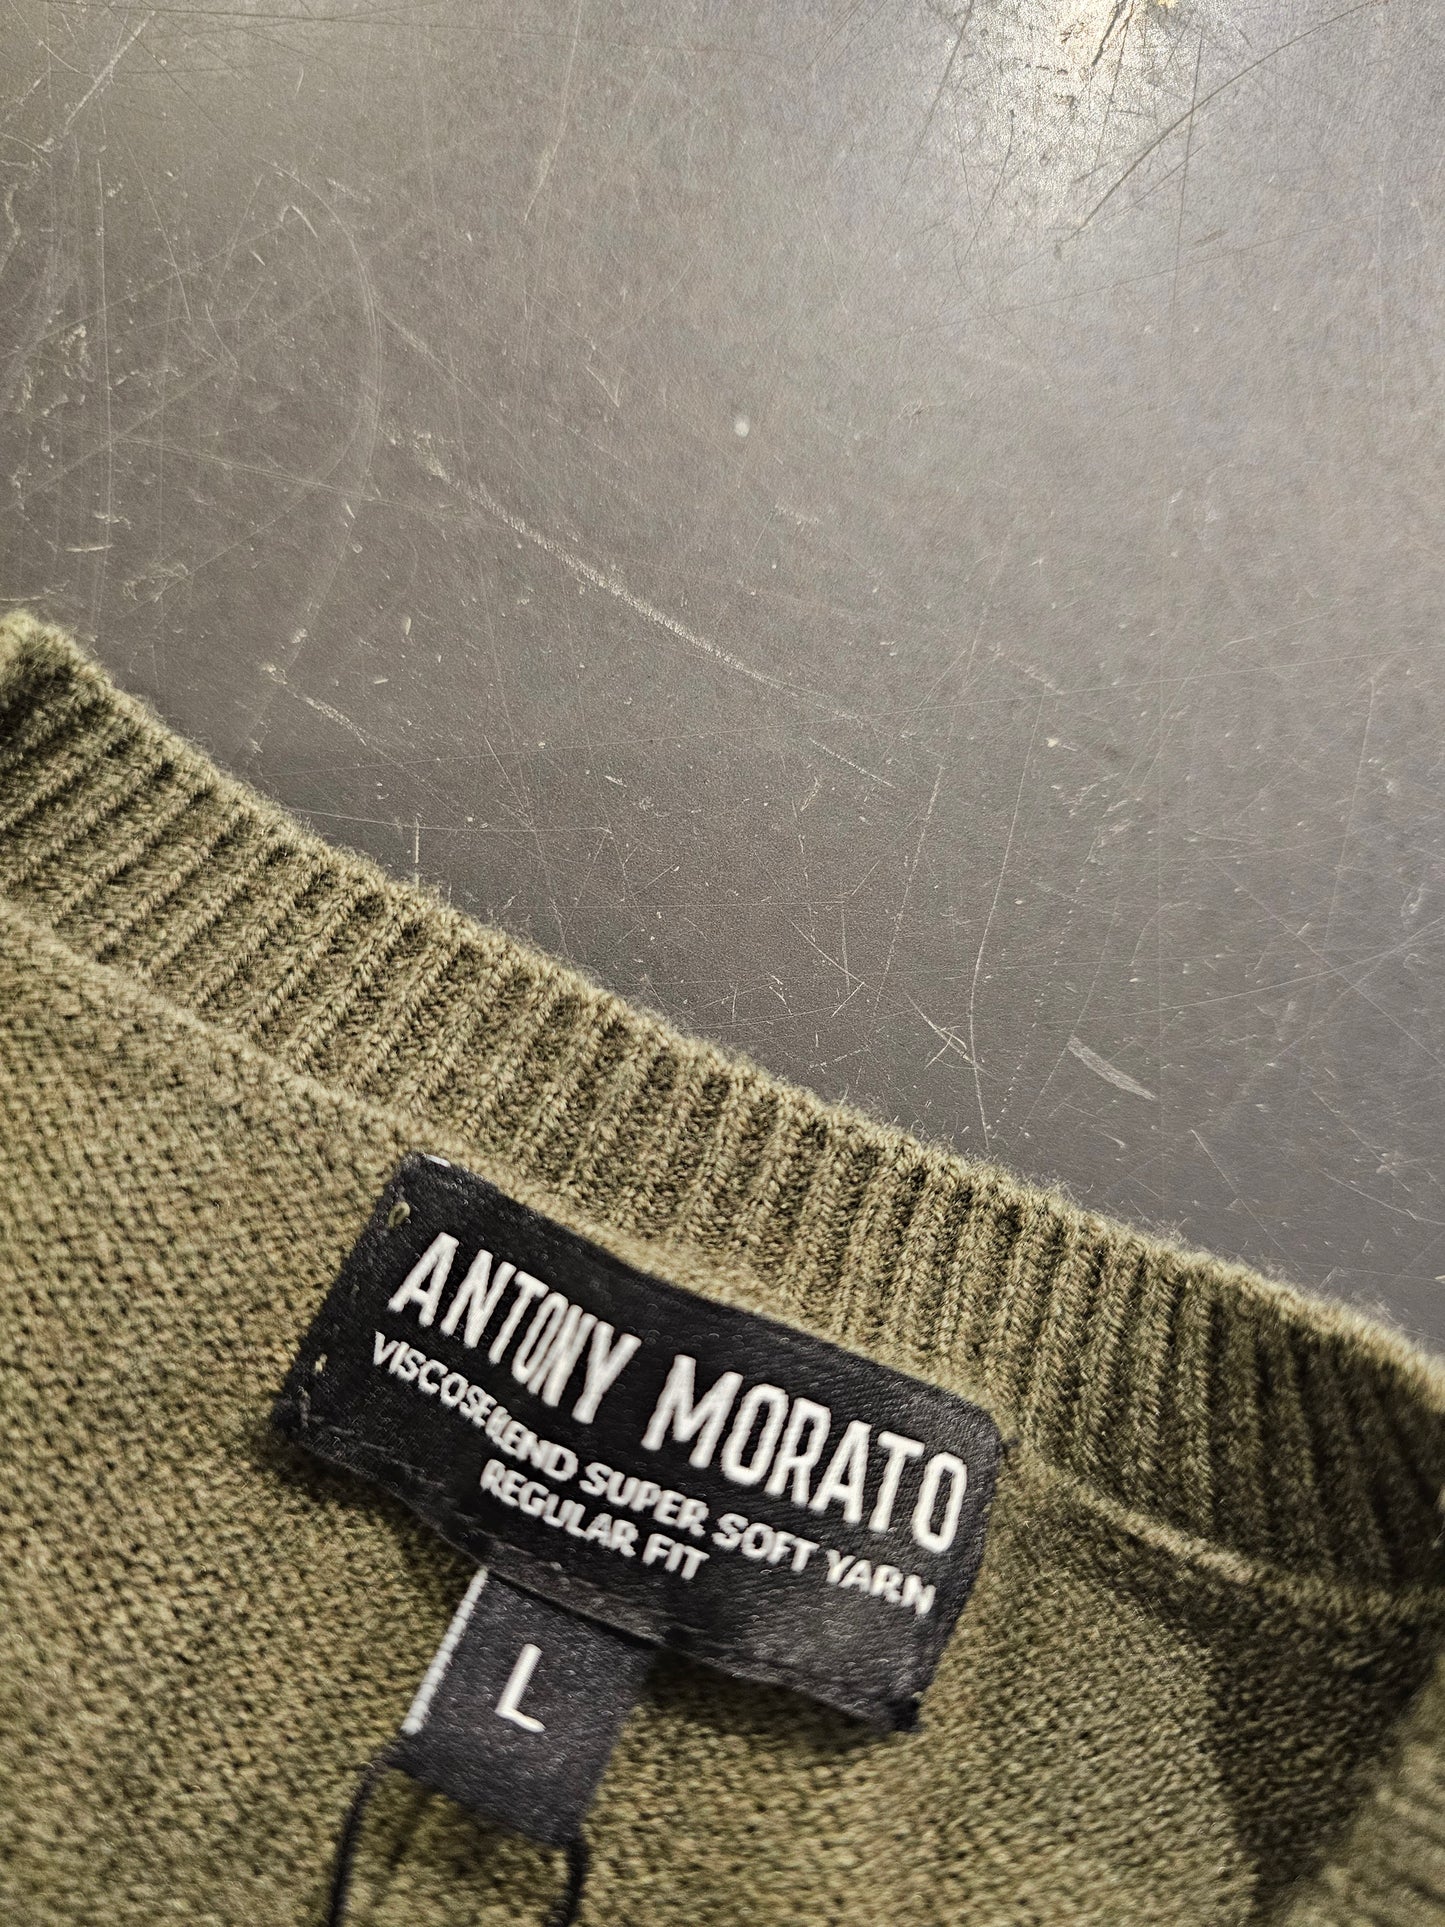 ANTONY MORATO
VISCOSEBLEND SUPER SOFT YARN
REGULAR FIT
L